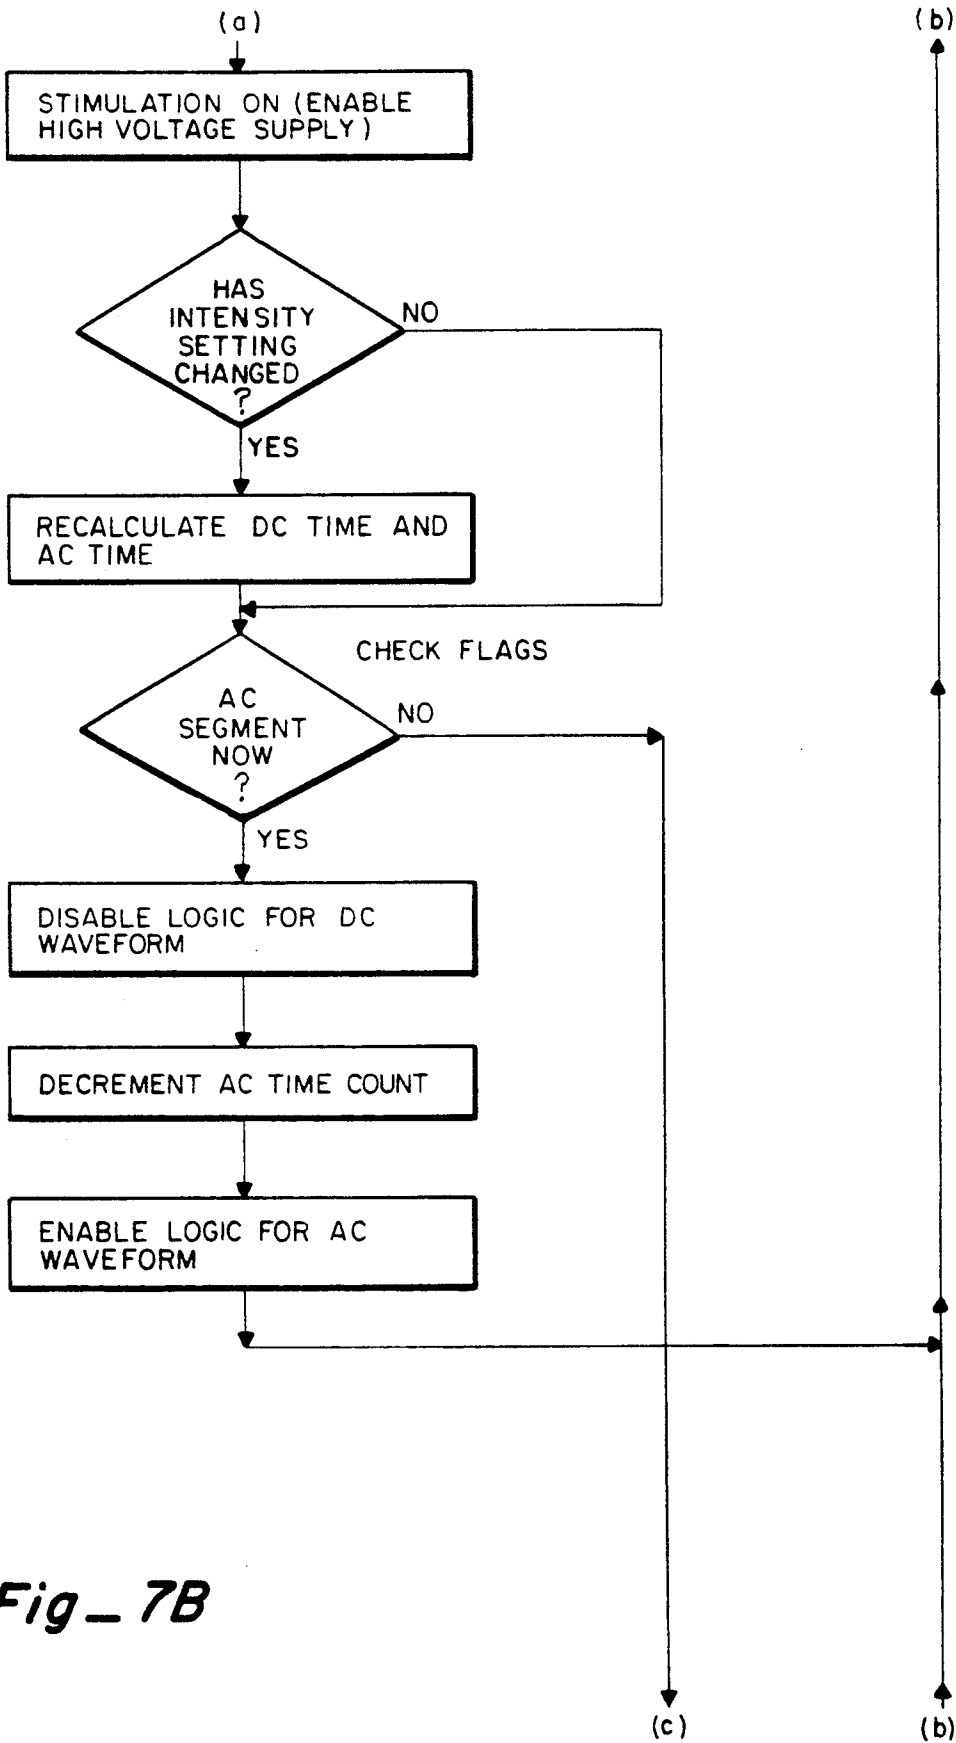 (a)
(b)
STIMULATION ON (ENABLE
HIGH VOLTAGE SUPPLY)
HAS
INTENSITY
SETTING
CHANGED
?
NO
YES
RECALCULATE DC TIME AND
AC TIME
CHECK FLAGS
AC
SEGMENT
NOW
?
NO
YES
DISABLE LOGIC FOR DC
WAVEFORM
DECREMENT AC TIME COUNT
ENABLE LOGIC FOR AC
WAVEFORM
Fig_7B
(c)
(b)